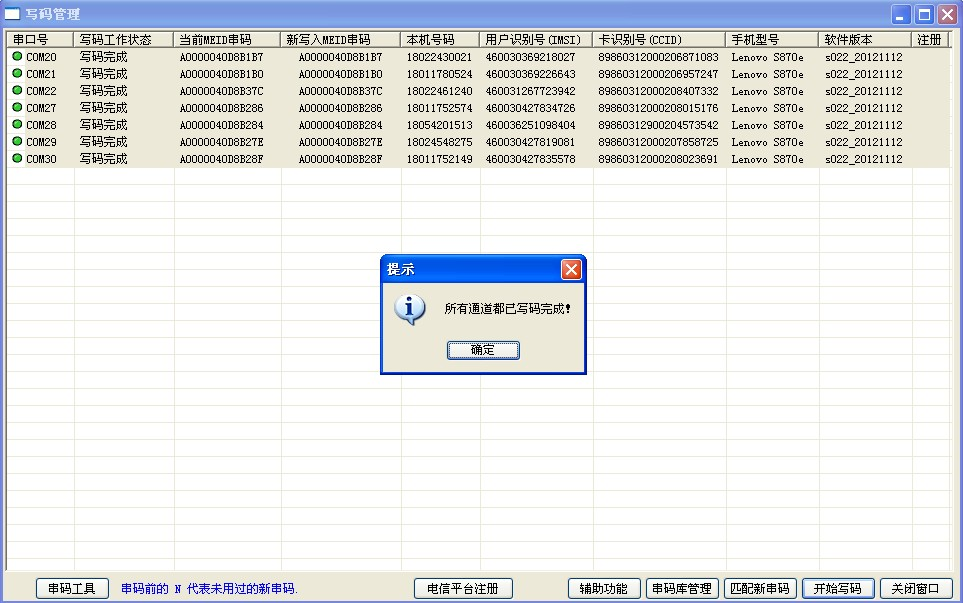 写码管理
串口号 写码工作状态 当前MEID串码 新写入MEID串码 本机号码 用户识别号(IMSI) 卡识别号(CCID) 手机型号 软件版本 注册
COM20 写码完成 A0000040D8B1B7 A0000040D8B1B7 18022430021 460030369218027 89860312000206871083 Lenovo S870e s022_20121112
COM21 写码完成 A0000040D8B1B0 A0000040D8B1B0 18011780524 460030369226643 89860312000206957247 Lenovo S870e s022_20121112
COM22 写码完成 A0000040D8B37C A0000040D8B37C 18022461240 460031267723942 89860312000208407332 Lenovo S870e s022_20121112
COM27 写码完成 A0000040D8B286 A0000040D8B286 18011752574 460030427834726 89860312000208015176 Lenovo S870e s022_20121112
COM28 写码完成 A0000040D8B284 A0000040D8B284 18054201513 460036251098404 89860312900204573542 Lenovo S870e s022_20121112
COM29 写码完成 A0000040D8B27E A0000040D8B27E 18024548275 460030427819081 89860312000207858725 Lenovo S870e s022_20121112
COM30 写码完成 A0000040D8B28F A0000040D8B28F 18011752149 460030427835578 89860312000208023691 Lenovo S870e s022_20121112
提示
所有通道都已写码完成!
确定
串码工具 串码前的 N 代表未用过的新串码. 电信平台注册 辅助功能 串码库管理 匹配新串码 开始写码 关闭窗口